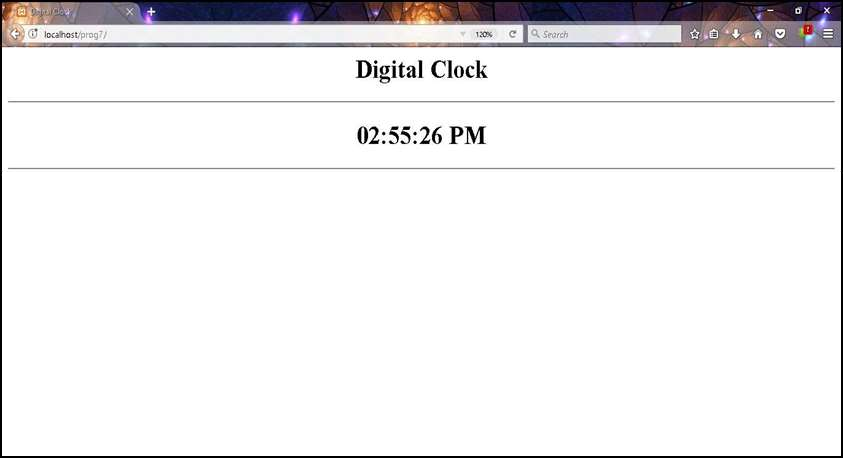 Digital Clock
localhost/prog7/
120%
Search
Digital Clock
02:55:26 PM